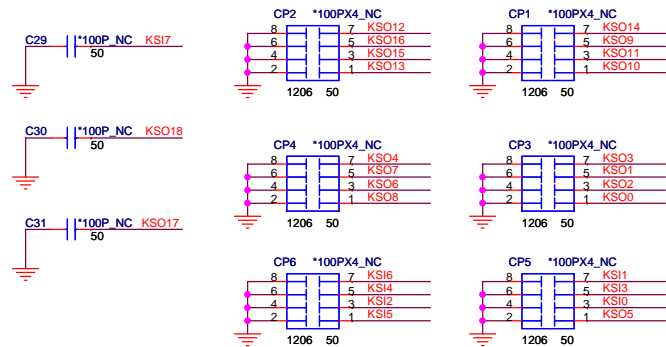 C29 *100P_NC KSI7
50
C30 *100P_NC KSO18
50
C31 *100P_NC KSO17
50
CP2 *100PX4_NC
8 7 KSO12
6 5 KSO16
4 3 KSO15
2 1 KSO13
1206 50
CP1 *100PX4_NC
8 7 KSO14
6 5 KSO9
4 3 KSO11
2 1 KSO10
1206 50
CP4 *100PX4_NC
8 7 KSO4
6 5 KSO7
4 3 KSO6
2 1 KSO8
1206 50
CP3 *100PX4_NC
8 7 KSO3
6 5 KSO1
4 3 KSO2
2 1 KSO0
1206 50
CP6 *100PX4_NC
8 7 KSI6
6 5 KSI4
4 3 KSI2
2 1 KSI5
1206 50
CP5 *100PX4_NC
8 7 KSI1
6 5 KSI3
4 3 KSI0
2 1 KSO5
1206 50